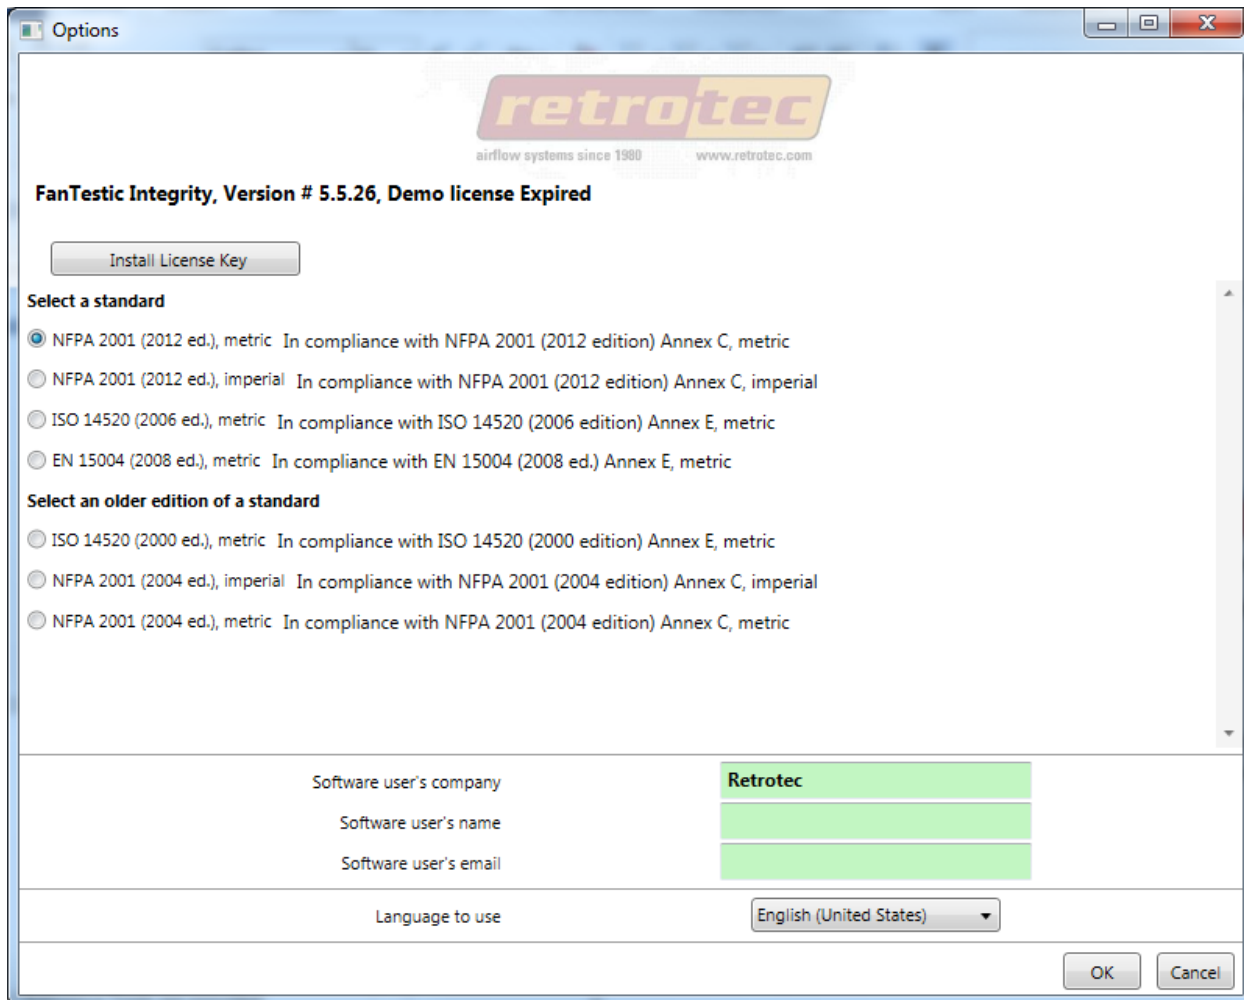 Options
retrotec
airflow systems since 1980 www.retrotec.com
FanTestic Integrity, Version # 5.5.26, Demo license Expired
Install License Key
Select a standard
NFPA 2001 (2012 ed.), metric In compliance with NFPA 2001 (2012 edition) Annex C, metric
NFPA 2001 (2012 ed.), imperial In compliance with NFPA 2001 (2012 edition) Annex C, imperial
ISO 14520 (2006 ed.), metric In compliance with ISO 14520 (2006 edition) Annex E, metric
EN 15004 (2008 ed.), metric In compliance with EN 15004 (2008 ed.) Annex E, metric
Select an older edition of a standard
ISO 14520 (2000 ed.), metric In compliance with ISO 14520 (2000 edition) Annex E, metric
NFPA 2001 (2004 ed.), imperial In compliance with NFPA 2001 (2004 edition) Annex C, imperial
NFPA 2001 (2004 ed.), metric In compliance with NFPA 2001 (2004 edition) Annex C, metric
Software user's company Retrotec
Software user's name
Software user's email
Language to use English (United States)
OK Cancel